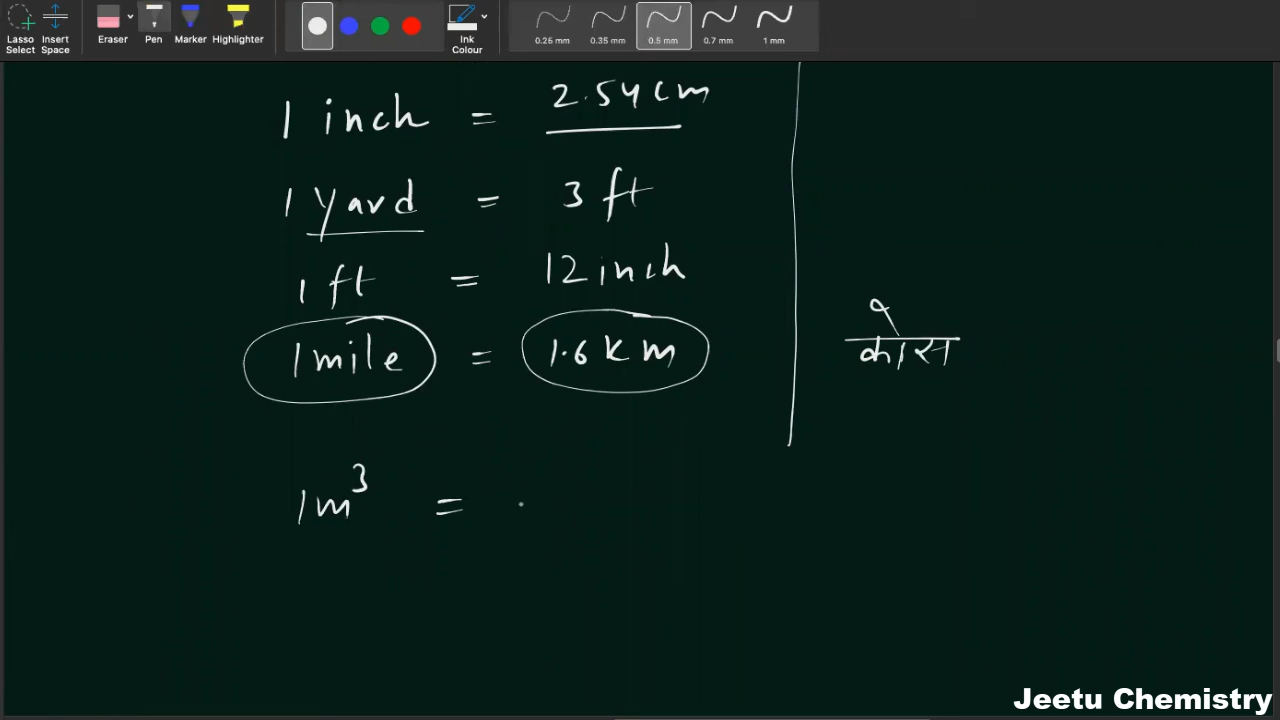 Lasso Select
Insert Space
Eraser
Pen
Marker
Highlighter
Ink Colour
0.25 mm
0.35 mm
0.5 mm
0.7 mm
1 mm
1 inch = 2.54 cm
1 yard = 3 ft
1 ft = 12 inch
1 mile = 1.6 km
1 m³ =
Jeetu Chemistry